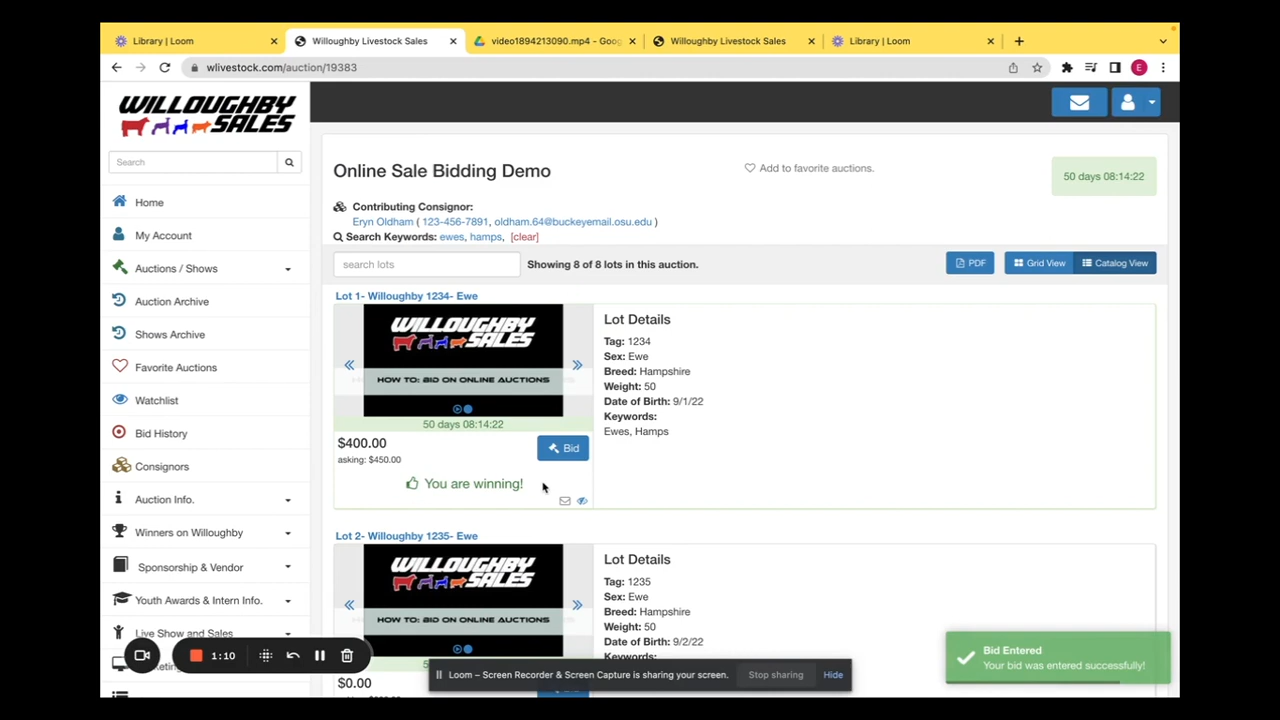 Library | Loom
Willoughby Livestock Sales
video1894213090.mp4 - Goog
Willoughby Livestock Sales
Library | Loom
wlivestock.com/auction/19383
E
WILLOUGHBY
SALES
Search
Home
My Account
Auctions / Shows
Auction Archive
Shows Archive
Favorite Auctions
Watchlist
Bid History
Consignors
Auction Info.
Winners on Willoughby
Sponsorship & Vendor
Youth Awards & Intern Info.
Live Show and Sales
Online Sale Bidding Demo
Add to favorite auctions.
50 days 08:14:22
Contributing Consignor:
Eryn Oldham ( 123-456-7891, oldham.64@buckeyemail.osu.edu )
Search Keywords: ewes, hamps, [clear]
search lots
Showing 8 of 8 lots in this auction.
PDF
Grid View
Catalog View
Lot 1- Willoughby 1234- Ewe
WILLOUGHBY
SALES
HOW TO: BID ON ONLINE AUCTIONS
50 days 08:14:22
$400.00
asking: $450.00
Bid
You are winning!
Lot Details
Tag: 1234
Sex: Ewe
Breed: Hampshire
Weight: 50
Date of Birth: 9/1/22
Keywords:
Ewes, Hamps
Lot 2- Willoughby 1235- Ewe
WILLOUGHBY
SALES
HOW TO: BID ON ONLINE AUCTIONS
$0.00
Lot Details
Tag: 1235
Sex: Ewe
Breed: Hampshire
Weight: 50
Date of Birth: 9/2/22
Keywords:
1:10
Loom – Screen Recorder & Screen Capture is sharing your screen.
Stop sharing
Hide
Bid Entered
Your bid was entered successfully!